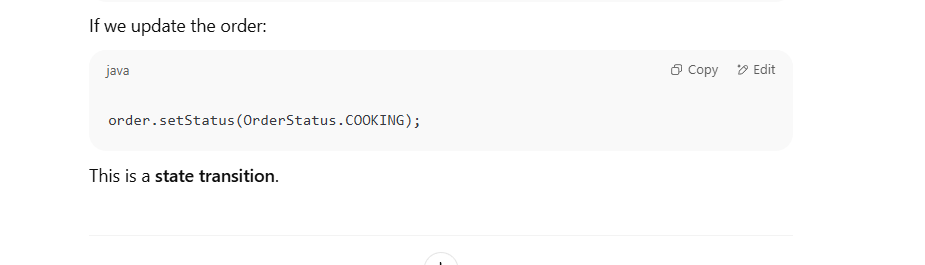 If we update the order:
java
Copy
Edit
order.setStatus(OrderStatus.COOKING);
This is a state transition.